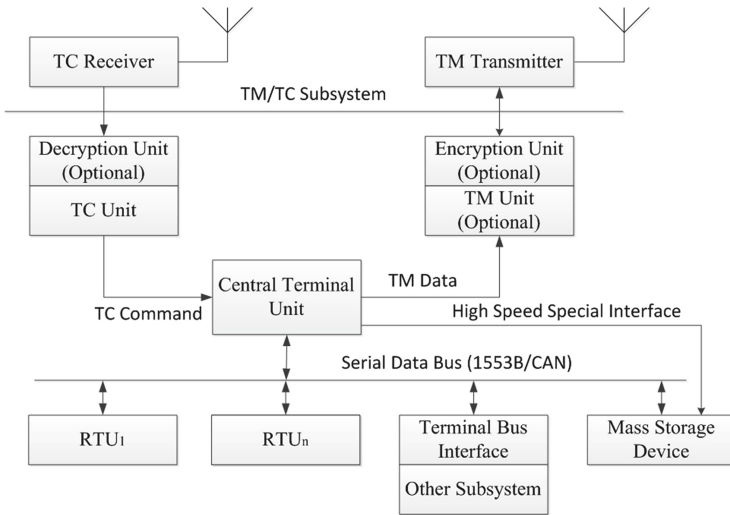 TC Receiver
TM Transmitter
TM/TC Subsystem
Decryption Unit
(Optional)
TC Unit
Encryption Unit
(Optional)
TM Unit
(Optional)
Central Terminal
Unit
TM Data
TC Command
High Speed Special Interface
Serial Data Bus (1553B/CAN)
RTU1
RTUn
Terminal Bus
Interface
Other Subsystem
Mass Storage
Device